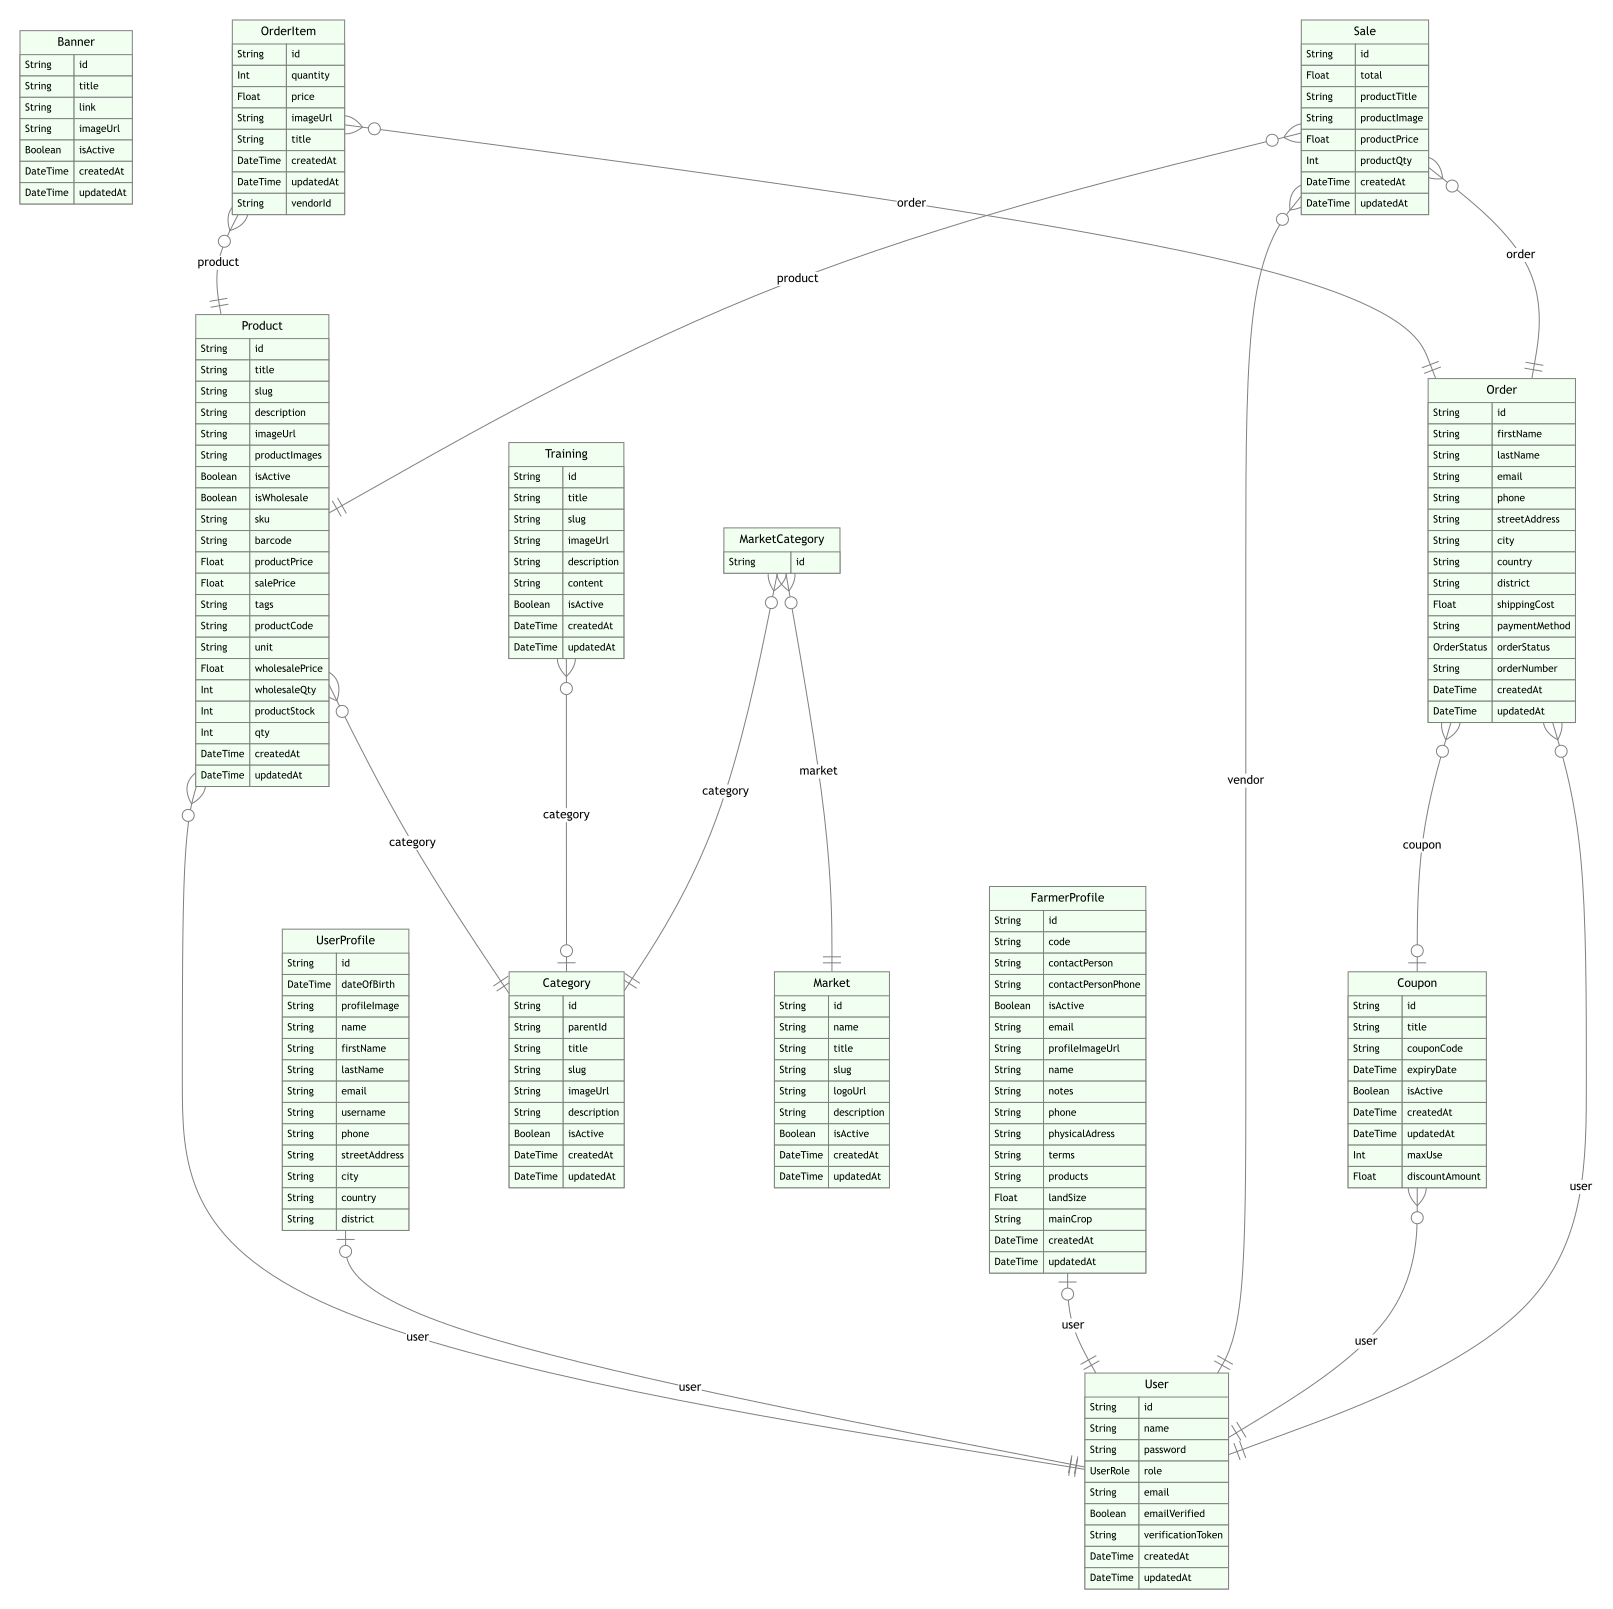 Banner
String id
String title
String link
String imageUrl
Boolean isActive
DateTime createdAt
DateTime updatedAt
OrderItem
String id
Int quantity
Float price
String imageUrl
String title
DateTime createdAt
DateTime updatedAt
String vendorId
Sale
String id
Float total
String productTitle
String productImage
Float productPrice
Int productQty
DateTime createdAt
DateTime updatedAt
order
order
product
product
Product
String id
String title
String slug
String description
String imageUrl
String productImages
Boolean isActive
Boolean isWholesale
String sku
String barcode
Float productPrice
Float salePrice
String tags
String productCode
String unit
Float wholesalePrice
Int wholesaleQty
Int productStock
Int qty
DateTime createdAt
DateTime updatedAt
Training
String id
String title
String slug
String imageUrl
String description
String content
Boolean isActive
DateTime createdAt
DateTime updatedAt
MarketCategory
String id
Order
String id
String firstName
String lastName
String email
String phone
String streetAddress
String city
String country
String district
Float shippingCost
String paymentMethod
OrderStatus orderStatus
String orderNumber
DateTime createdAt
DateTime updatedAt
market
vendor
category
category
category
coupon
UserProfile
String id
DateTime dateOfBirth
String profileImage
String name
String firstName
String lastName
String email
String username
String phone
String streetAddress
String city
String country
String district
Category
String id
String parentId
String title
String slug
String imageUrl
String description
Boolean isActive
DateTime createdAt
DateTime updatedAt
Market
String id
String name
String title
String slug
String logoUrl
String description
Boolean isActive
DateTime createdAt
DateTime updatedAt
FarmerProfile
String id
String code
String contactPerson
String contactPersonPhone
Boolean isActive
String email
String profileImageUrl
String name
String notes
String phone
String physicalAdress
String terms
String products
Float landSize
String mainCrop
DateTime createdAt
DateTime updatedAt
Coupon
String id
String title
String couponCode
DateTime expiryDate
Boolean isActive
DateTime createdAt
DateTime updatedAt
Int maxUse
Float discountAmount
user
user
user
user
user
User
String id
String name
String password
UserRole role
String email
Boolean emailVerified
String verificationToken
DateTime createdAt
DateTime updatedAt